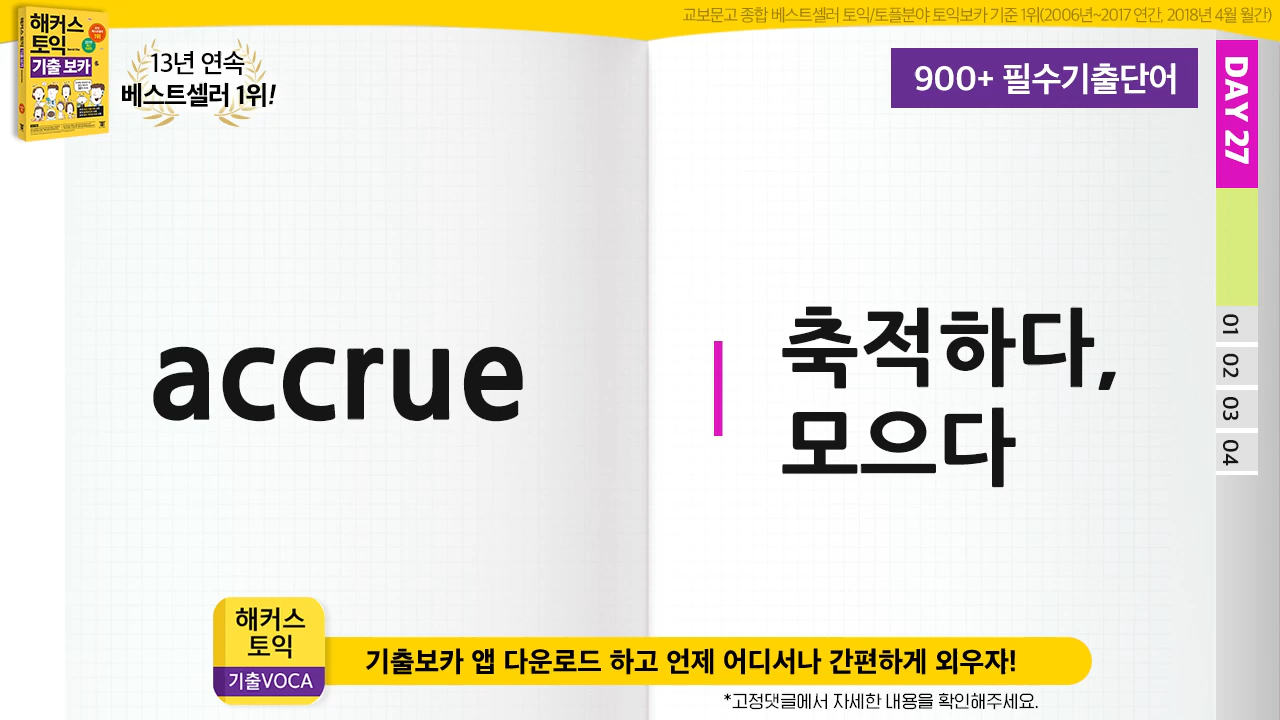 교보문고 종합 베스트셀러 토익/토플분야 토익보카 기준 1위(2006년~2017 연간, 2018년 4월 월간)
해커스
토익
기출 보카
13년 연속
베스트셀러 1위!
900+ 필수기출단어
DAY 27
01
02
03
04
accrue
축적하다,
모으다
해커스
토익
기출VOCA
기출보카 앱 다운로드 하고 언제 어디서나 간편하게 외우자!
*고정댓글에서 자세한 내용을 확인해주세요.